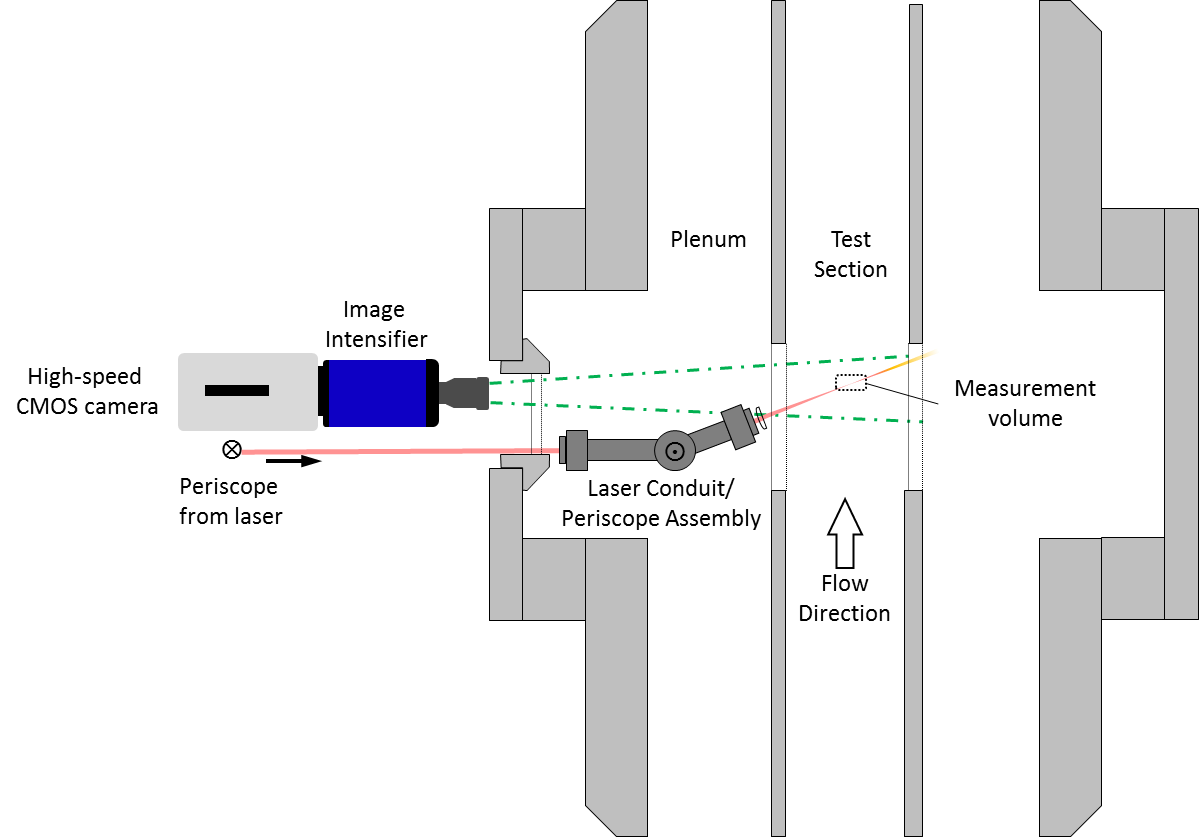 Plenum
Test
Section
Image
Intensifier
High-speed
CMOS camera
Measurement
volume
Periscope
from laser
Laser Conduit/
Periscope Assembly
Flow
Direction